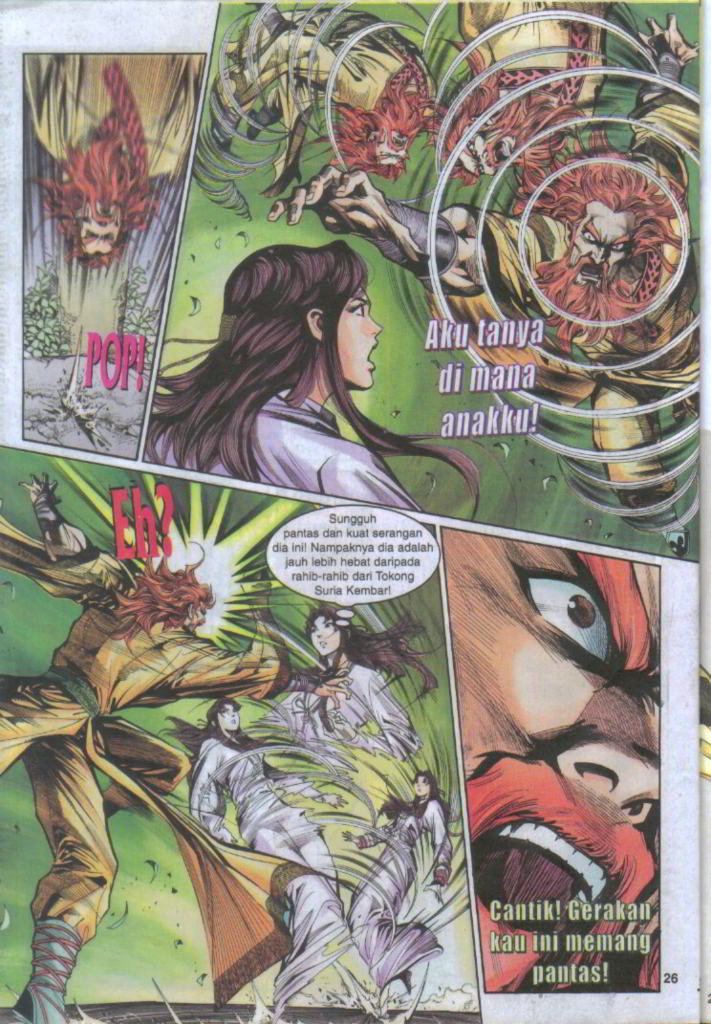 POP!
Aku tanya
di mana
anakku!
Eh?
Sungguh
pantas dan kuat serangan
dia ini! Nampaknya dia adalah
jauh lebih hebat daripada
rahib-rahib dari Tokong
Suria Kembar!
Cantik! Gerakan
kau ini memang
pantas!
26